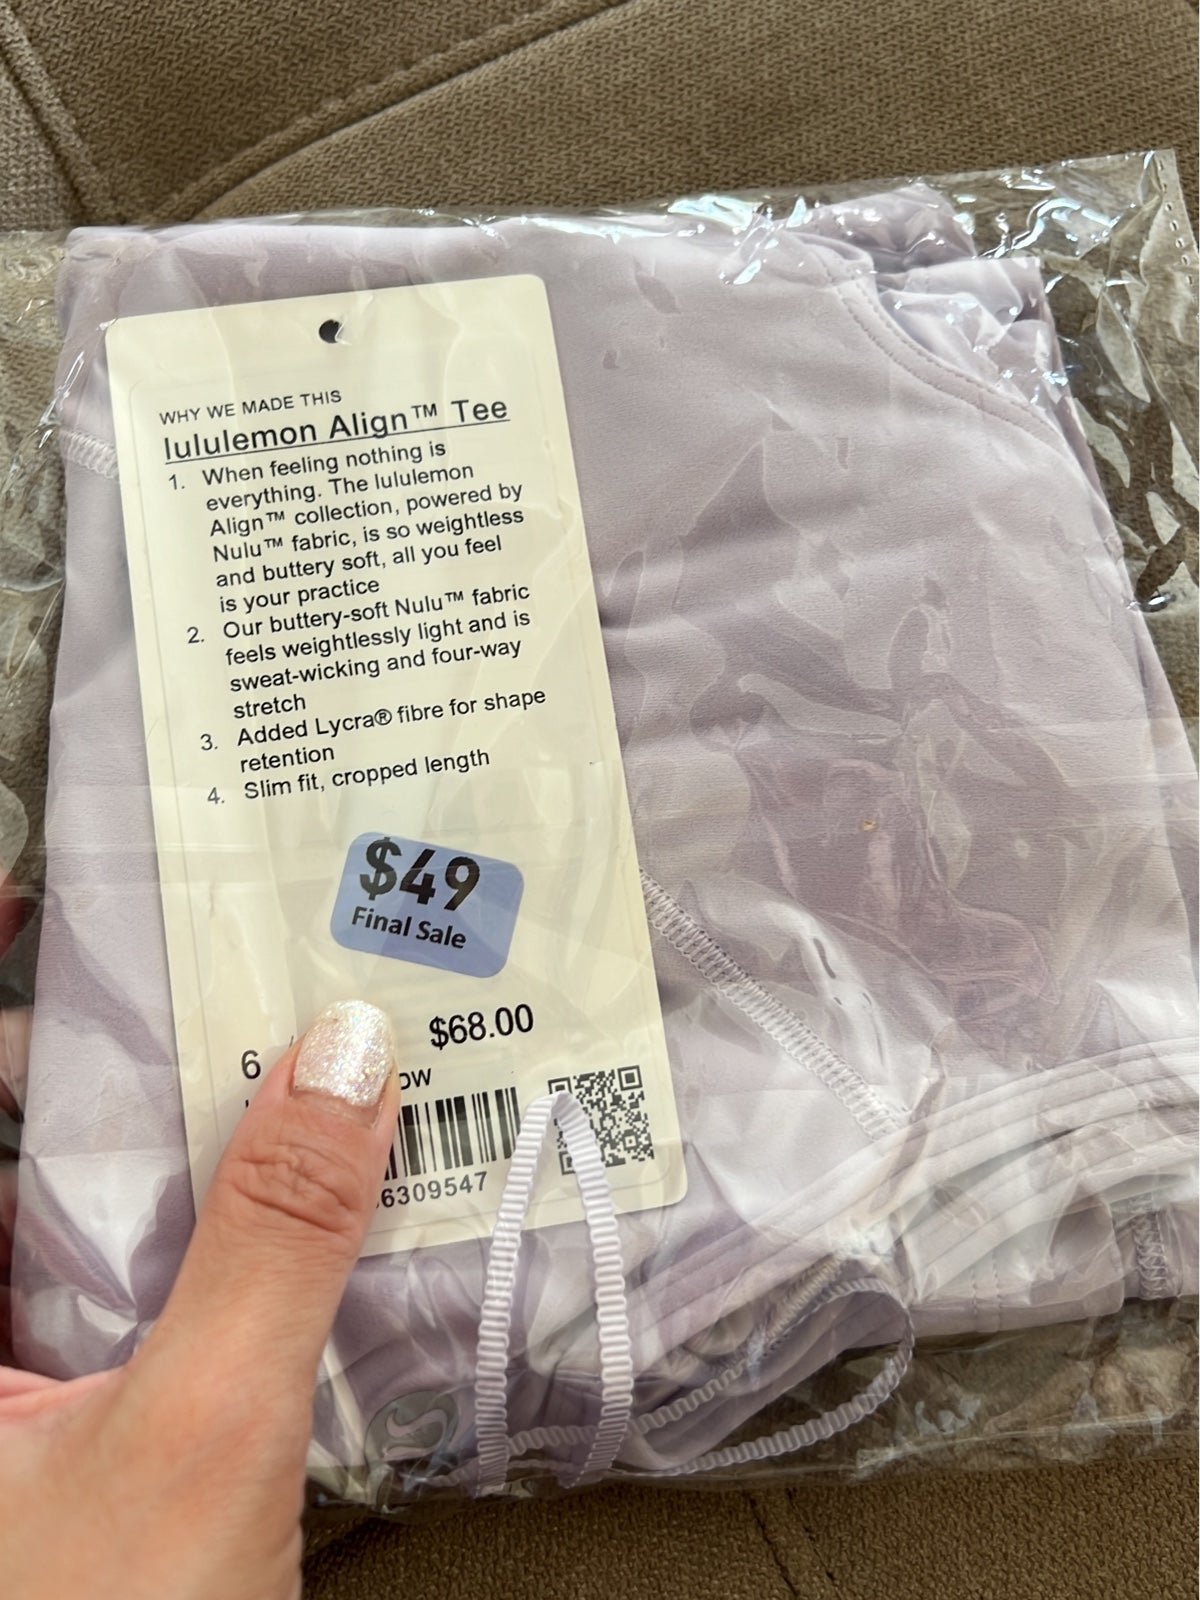 WHY WE MADE THIS
lululemon Align™ Tee
1. When feeling nothing is
everything. The lululemon
Align™ collection, powered by
Nulu™ fabric, is so weightless
and buttery soft, all you feel
is your practice
2. Our buttery-soft Nulu™ fabric
feels weightlessly light and is
sweat-wicking and four-way
stretch
3. Added Lycra® fibre for shape
retention
4. Slim fit, cropped length
$49
Final Sale
6
$68.00
OW
6309547